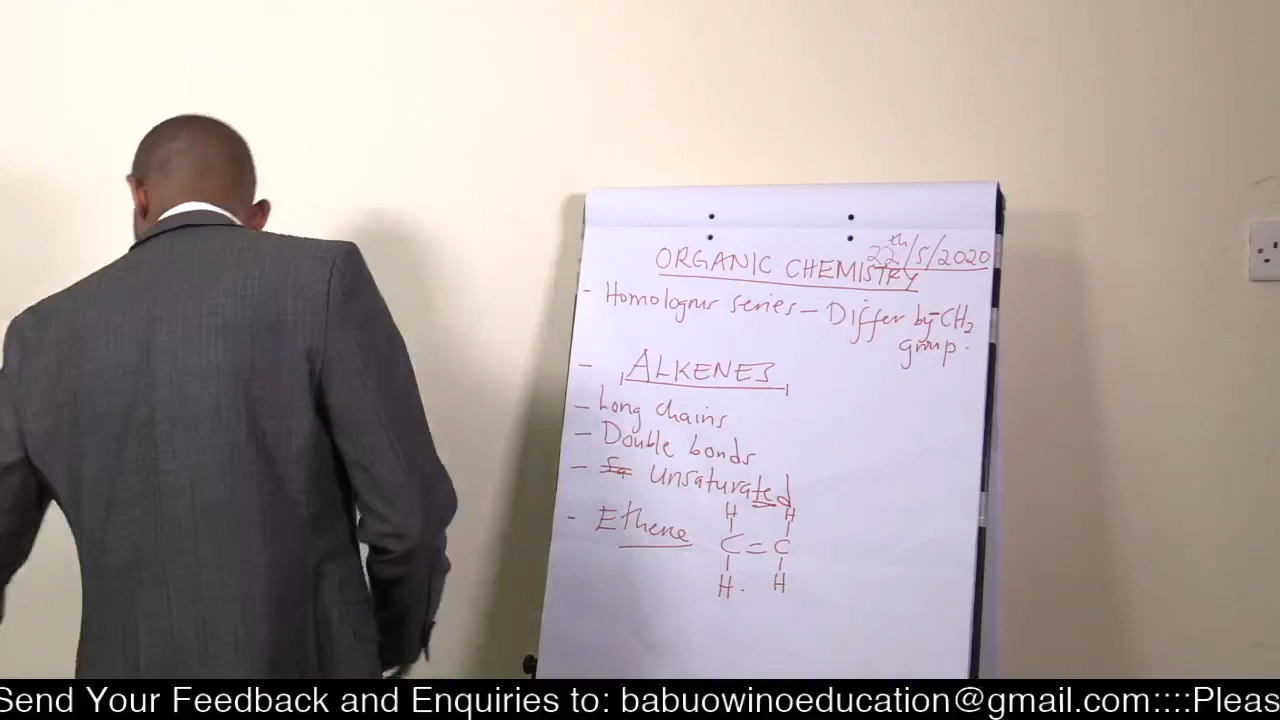 22th/5/2020
ORGANIC CHEMISTRY
- Homologous series – Differ by -CH2
group.
- ALKENES
- Long chains
- Double bonds
- Sa Unsaturated
- Ethene
H H
C = C
H . H
Send Your Feedback and Enquiries to: babuowinoeducation@gmail.com::::Pleas